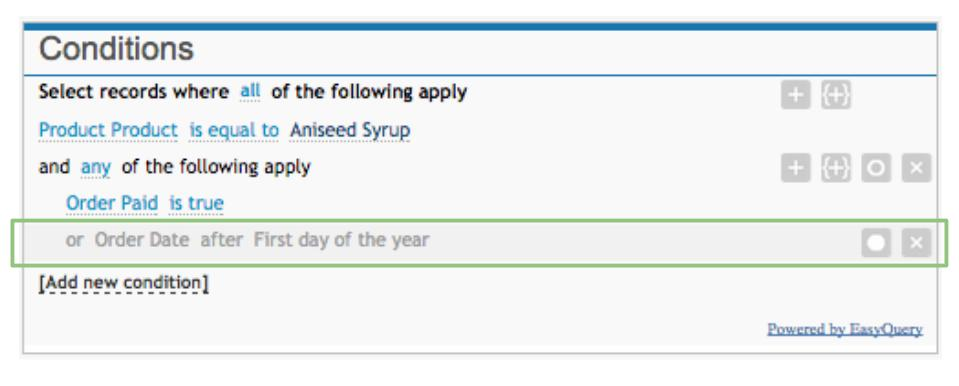 Conditions
Select records where all of the following apply
Product Product is equal to Aniseed Syrup
and any of the following apply
Order Paid is true
or Order Date after First day of the year
[Add new condition]
Powered by EasyQuery